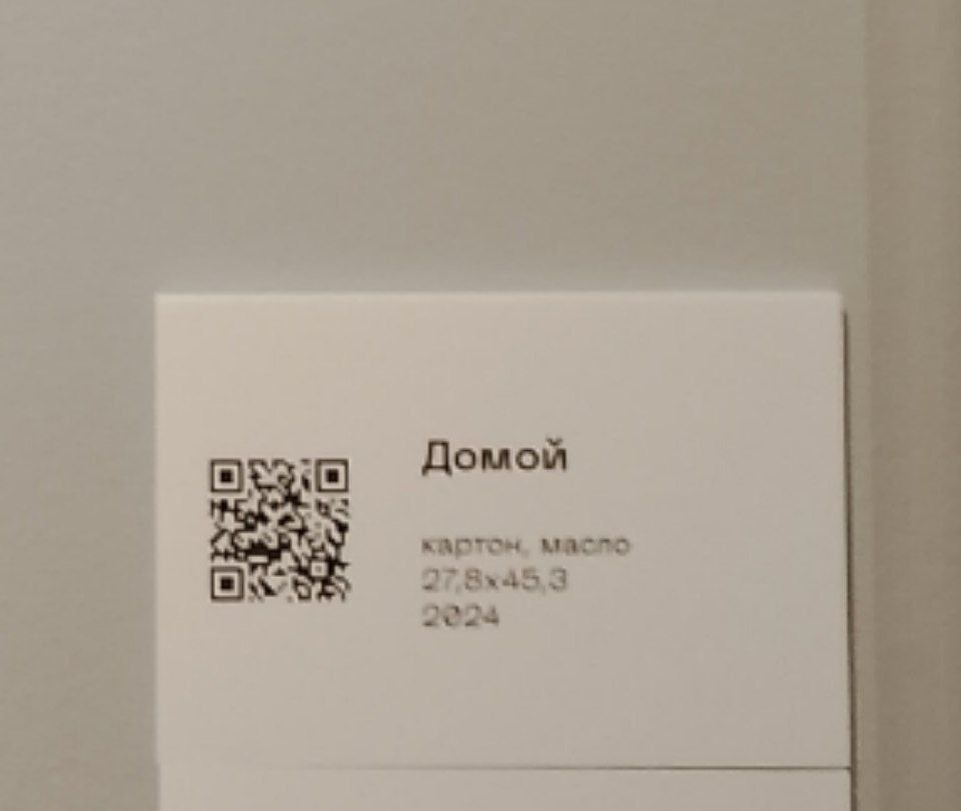 Домой
картон, масло
27,8х45,3
2024